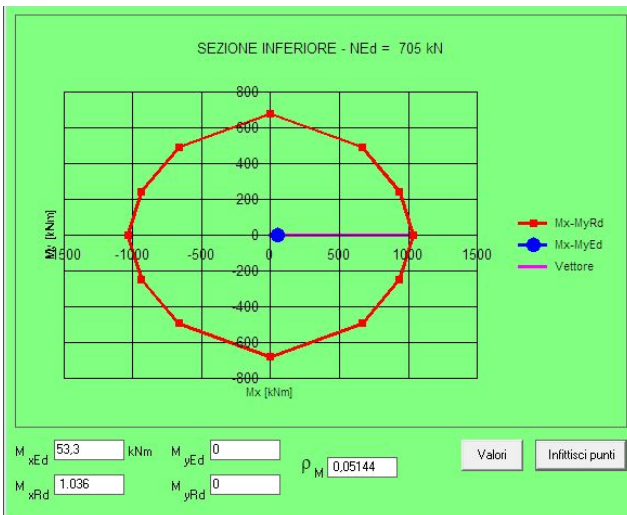 SEZIONE INFERIORE - NEd = 705 kN
800
600
400
200
0
-200
-400
-600
-800
-1500 -1000 -500 0 500 1000 1500
My [kNm]
Mx [kNm]
Mx-MyRd
Mx-MyEd
Vettore
M xEd 53,3 kNm M yEd 0
ρ M 0,05144
M xRd 1.036 M yRd 0
Valori
Infittisci punti